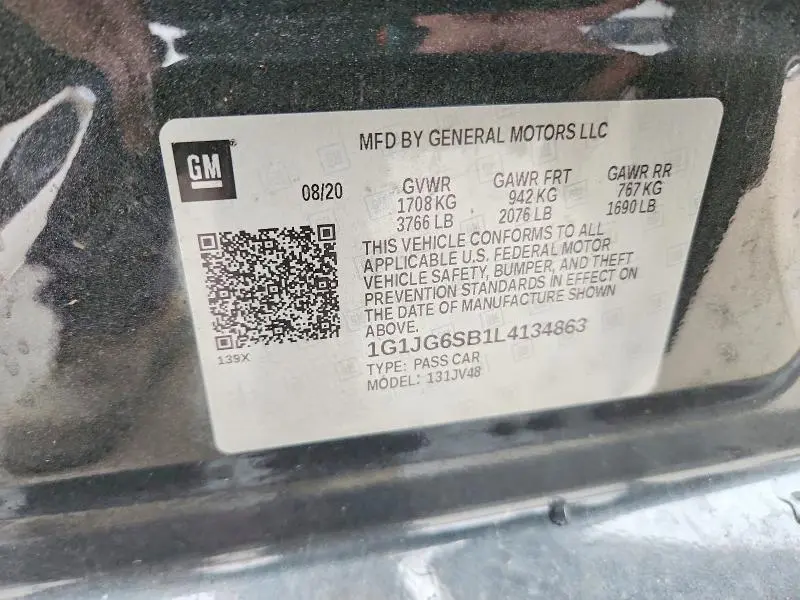 GM
MFD BY GENERAL MOTORS LLC
08/20
GVWR GAWR FRT GAWR RR
1708 KG 942 KG 767 KG
3766 LB 2076 LB 1690 LB
THIS VEHICLE CONFORMS TO ALL
APPLICABLE U.S. FEDERAL MOTOR
VEHICLE SAFETY, BUMPER, AND THEFT
PREVENTION STANDARDS IN EFFECT ON
THE DATE OF MANUFACTURE SHOWN
ABOVE.
1G1JG6SB1L4134863
139X
TYPE: PASS CAR
MODEL: 131JV48